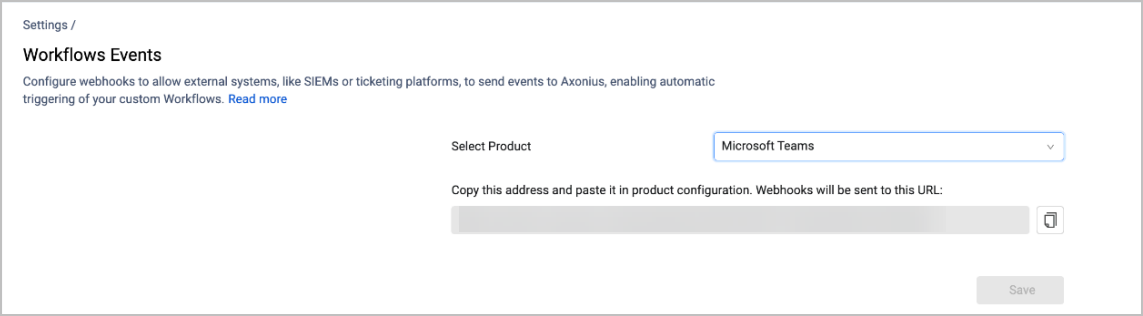 Settings /
Workflows Events
Configure webhooks to allow external systems, like SIEMs or ticketing platforms, to send events to Axonius, enabling automatic
triggering of your custom Workflows. Read more
Select Product Microsoft Teams
Copy this address and paste it in product configuration. Webhooks will be sent to this URL:
Save